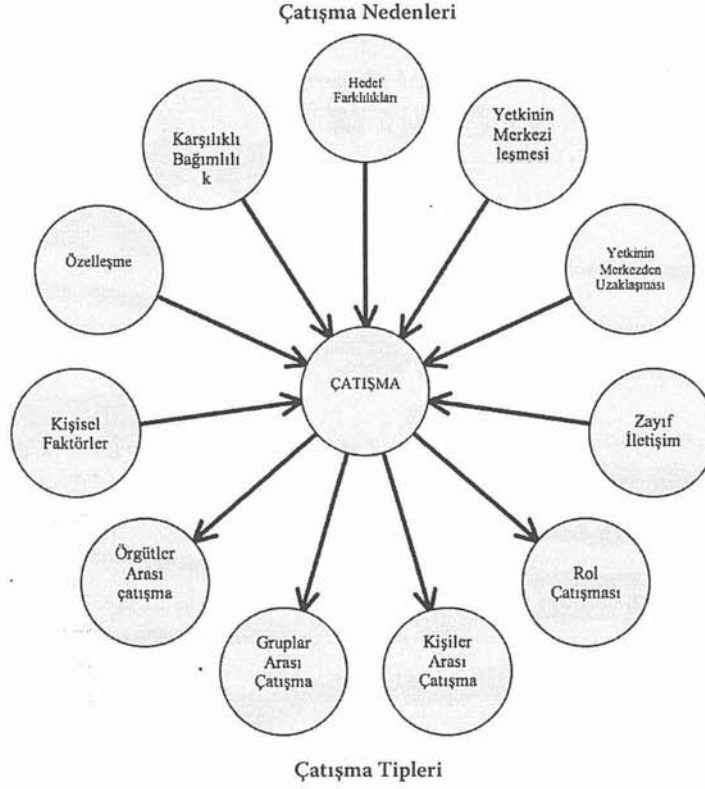 Çatışma Nedenleri
Hedef
Farklılıkları
Karşılıklı
Bağımlılı
k
Yetkinin
Merkezi
leşmesi
Özelleşme
Yetkinin
Merkezden
Uzaklaşması
ÇATIŞMA
Kişisel
Faktörler
Zayıf
İletişim
Örgütler
Arası
çatışma
Rol
Çatışması
Gruplar
Arası
Çatışma
Kişiler
Arası
Çatışma
Çatışma Tipleri